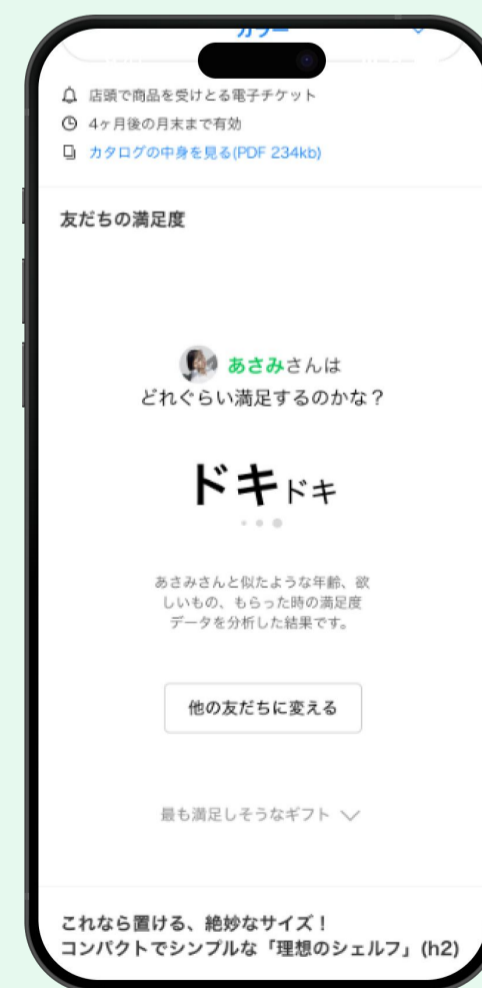 カラー
店頭で商品を受けとる電子チケット
4ヶ月後の月末まで有効
カタログの中身を見る(PDF 234kb)
友だちの満足度
あさみさんは
どれぐらい満足するのかな？
ドキドキ
あさみさんと似たような年齢、欲
しいもの、もらった時の満足度
データを分析した結果です。
他の友だちに変える
最も満足しそうなギフト
これなら置ける、絶妙なサイズ！
コンパクトでシンプルな「理想のシェルフ」(h2)